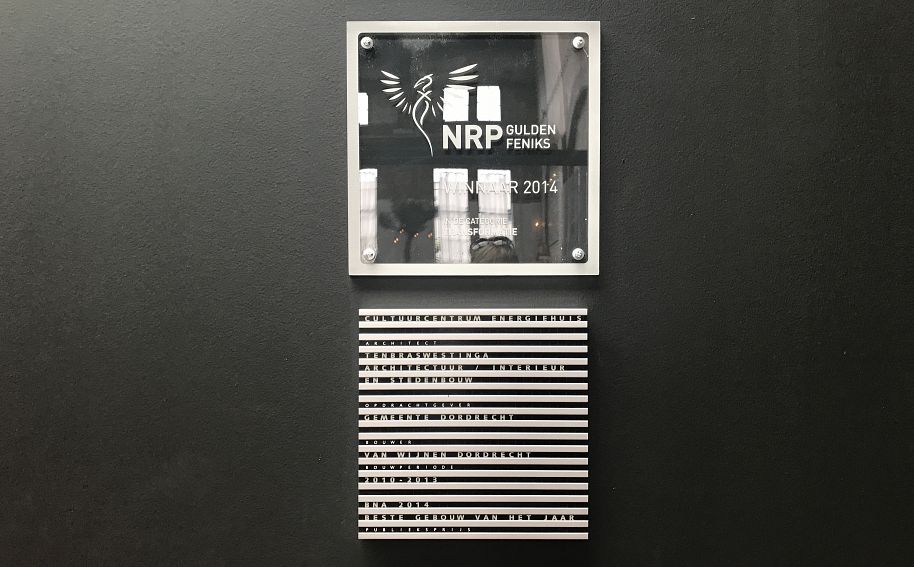 NRP GULDEN
FENIKS
WINNAAR 2014
IN DE CATEGORIE
TRANSFORMATIE
CULTUURCENTRUM ENERGIEHUIS
ARCHITECT
TENBRASWESTINGA
ARCHITECTUUR / INTERIEUR
EN STEDENBOUW
OPDRACHTGEVER
GEMEENTE DORDRECHT
BOUWER
VAN WIJNEN DORDRECHT
BOUWPERIODE
2010-2013
BNA 2014
BESTE GEBOUW VAN HET JAAR
PUBLIEKSPRIJS